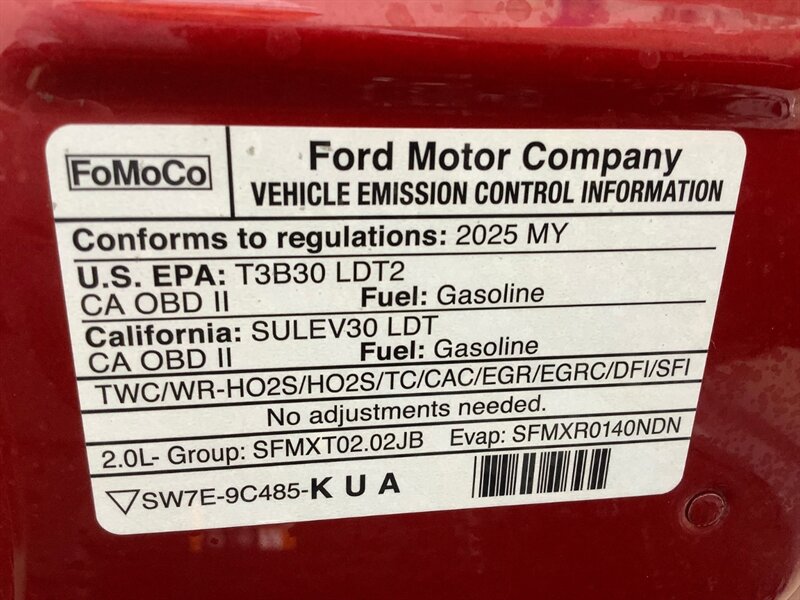 FoMoCo
Ford Motor Company
VEHICLE EMISSION CONTROL INFORMATION
Conforms to regulations: 2025 MY
U.S. EPA: T3B30 LDT2
CA OBD II Fuel: Gasoline
California: SULEV30 LDT
CA OBD II Fuel: Gasoline
TWC/WR-HO2S/HO2S/TC/CAC/EGR/EGRC/DFI/SFI
No adjustments needed.
2.0L- Group: SFMXT02.02JB Evap: SFMXR0140NDN
SW7E-9C485-KUA